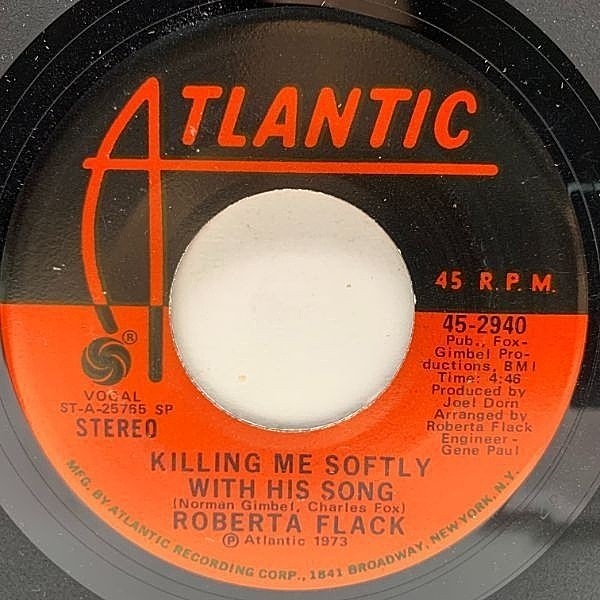 ATLANTIC
45 R.P.M.
45-2940
Pub., Fox-
Gimbel Pro-
ductions, BMI
Time: 4:46
Produced by
Joel Dorn
Arranged by
Roberta Flack
Engineer -
Gene Paul
®
VOCAL
ST-A-25765 SP
STEREO
KILLING ME SOFTLY
WITH HIS SONG
(Norman Gimbel, Charles Fox)
ROBERTA FLACK
Ⓟ Atlantic 1973
MFG. BY ATLANTIC RECORDING CORP., 1841 BROADWAY, NEW YORK, N.Y.